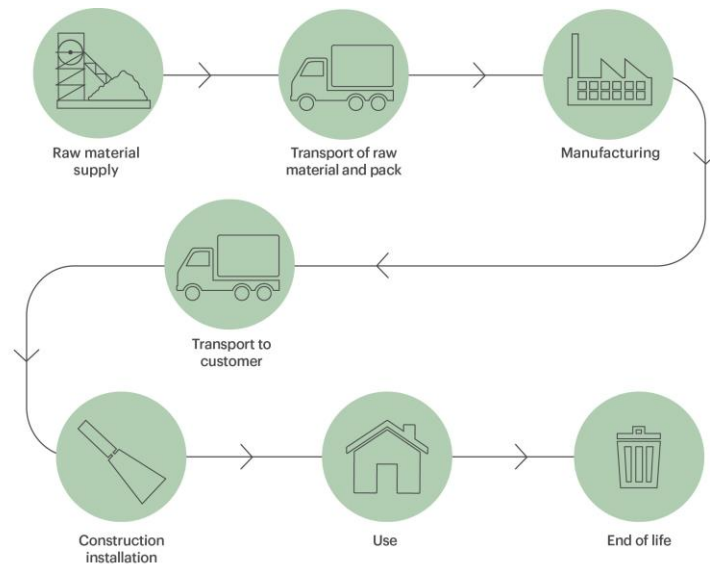 Raw material
supply
Transport of raw
material and pack
Manufacturing
Transport to
customer
Construction
installation
Use
End of life